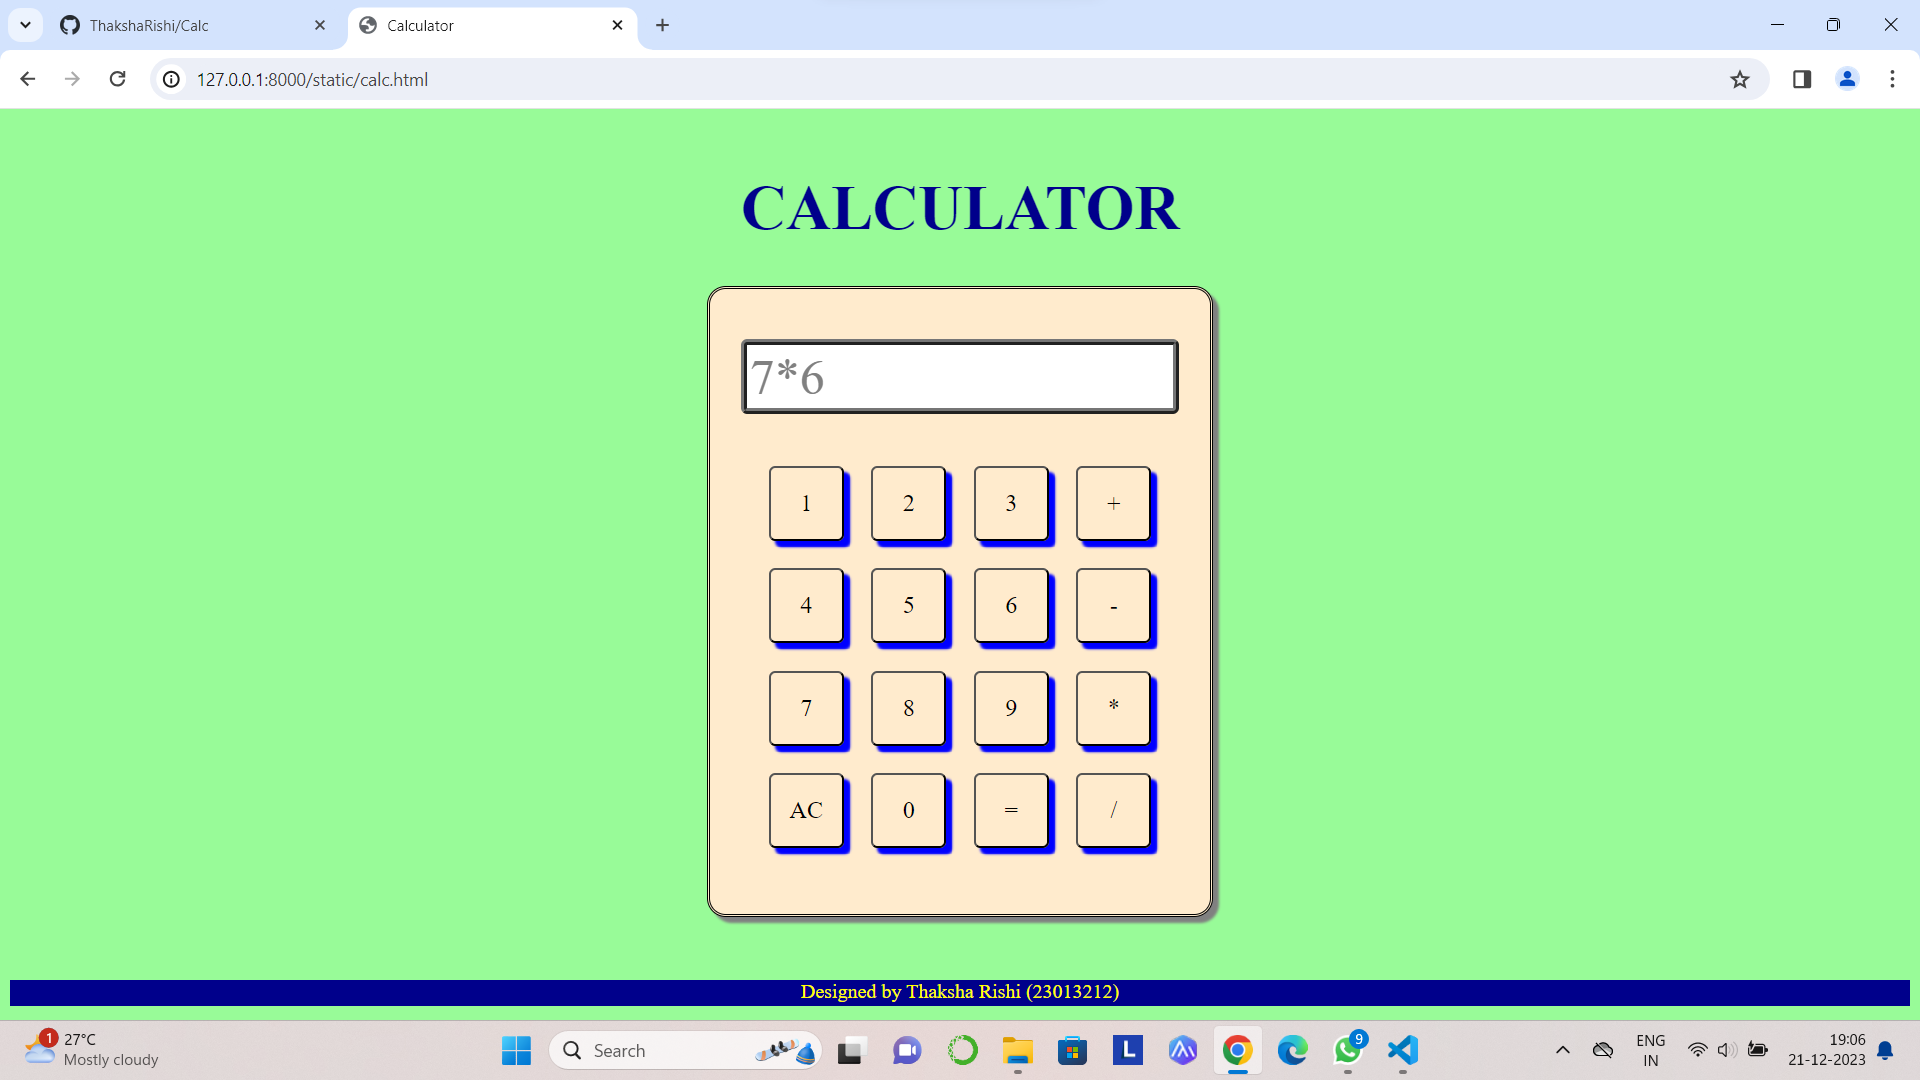 ThakshaRishi/Calc
Calculator
127.0.0.1:8000/static/calc.html
CALCULATOR
7*6
1 2 3 +
4 5 6 -
7 8 9 *
AC 0 = /
Designed by Thaksha Rishi (23013212)
1
27°C
Mostly cloudy
Search
L
9
ENG
IN
19:06
21-12-2023